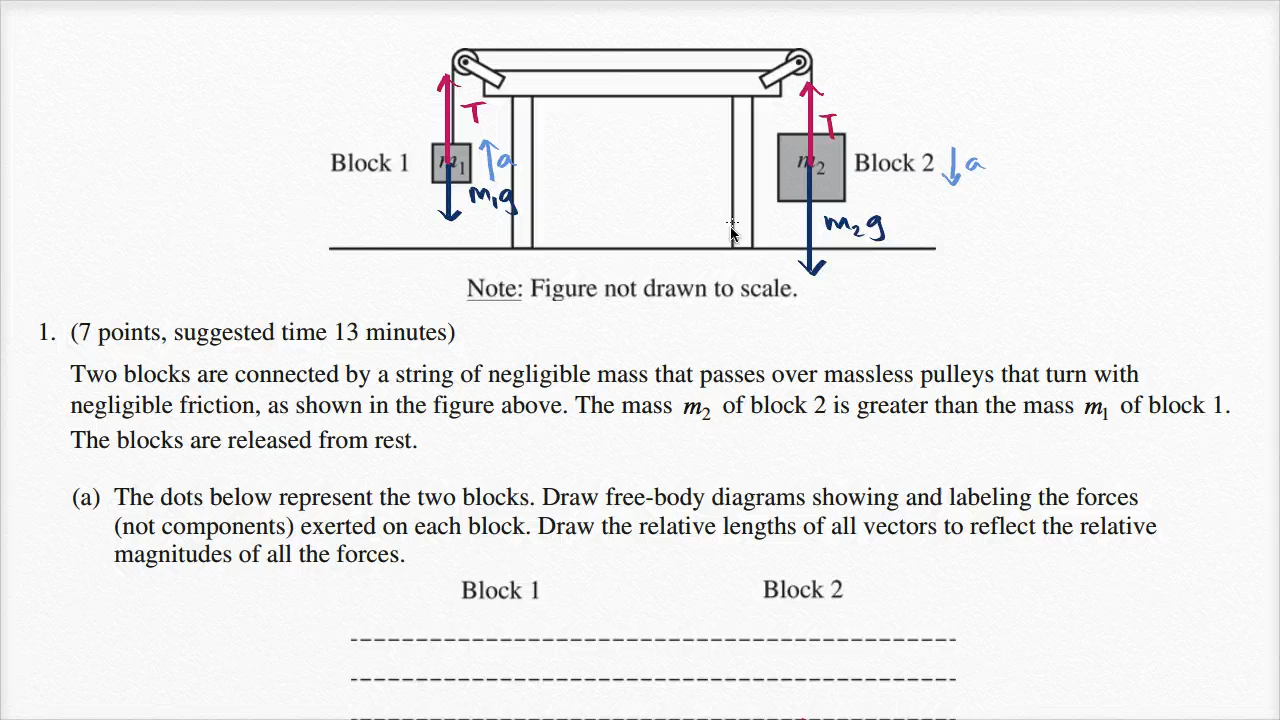 T
T
Block 1
m₁
a
m₂
Block 2
a
m₁g
m₂g
Note: Figure not drawn to scale.
1. (7 points, suggested time 13 minutes)
Two blocks are connected by a string of negligible mass that passes over massless pulleys that turn with
negligible friction, as shown in the figure above. The mass m₂ of block 2 is greater than the mass m₁ of block 1.
The blocks are released from rest.
(a) The dots below represent the two blocks. Draw free-body diagrams showing and labeling the forces
(not components) exerted on each block. Draw the relative lengths of all vectors to reflect the relative
magnitudes of all the forces.
Block 1 Block 2